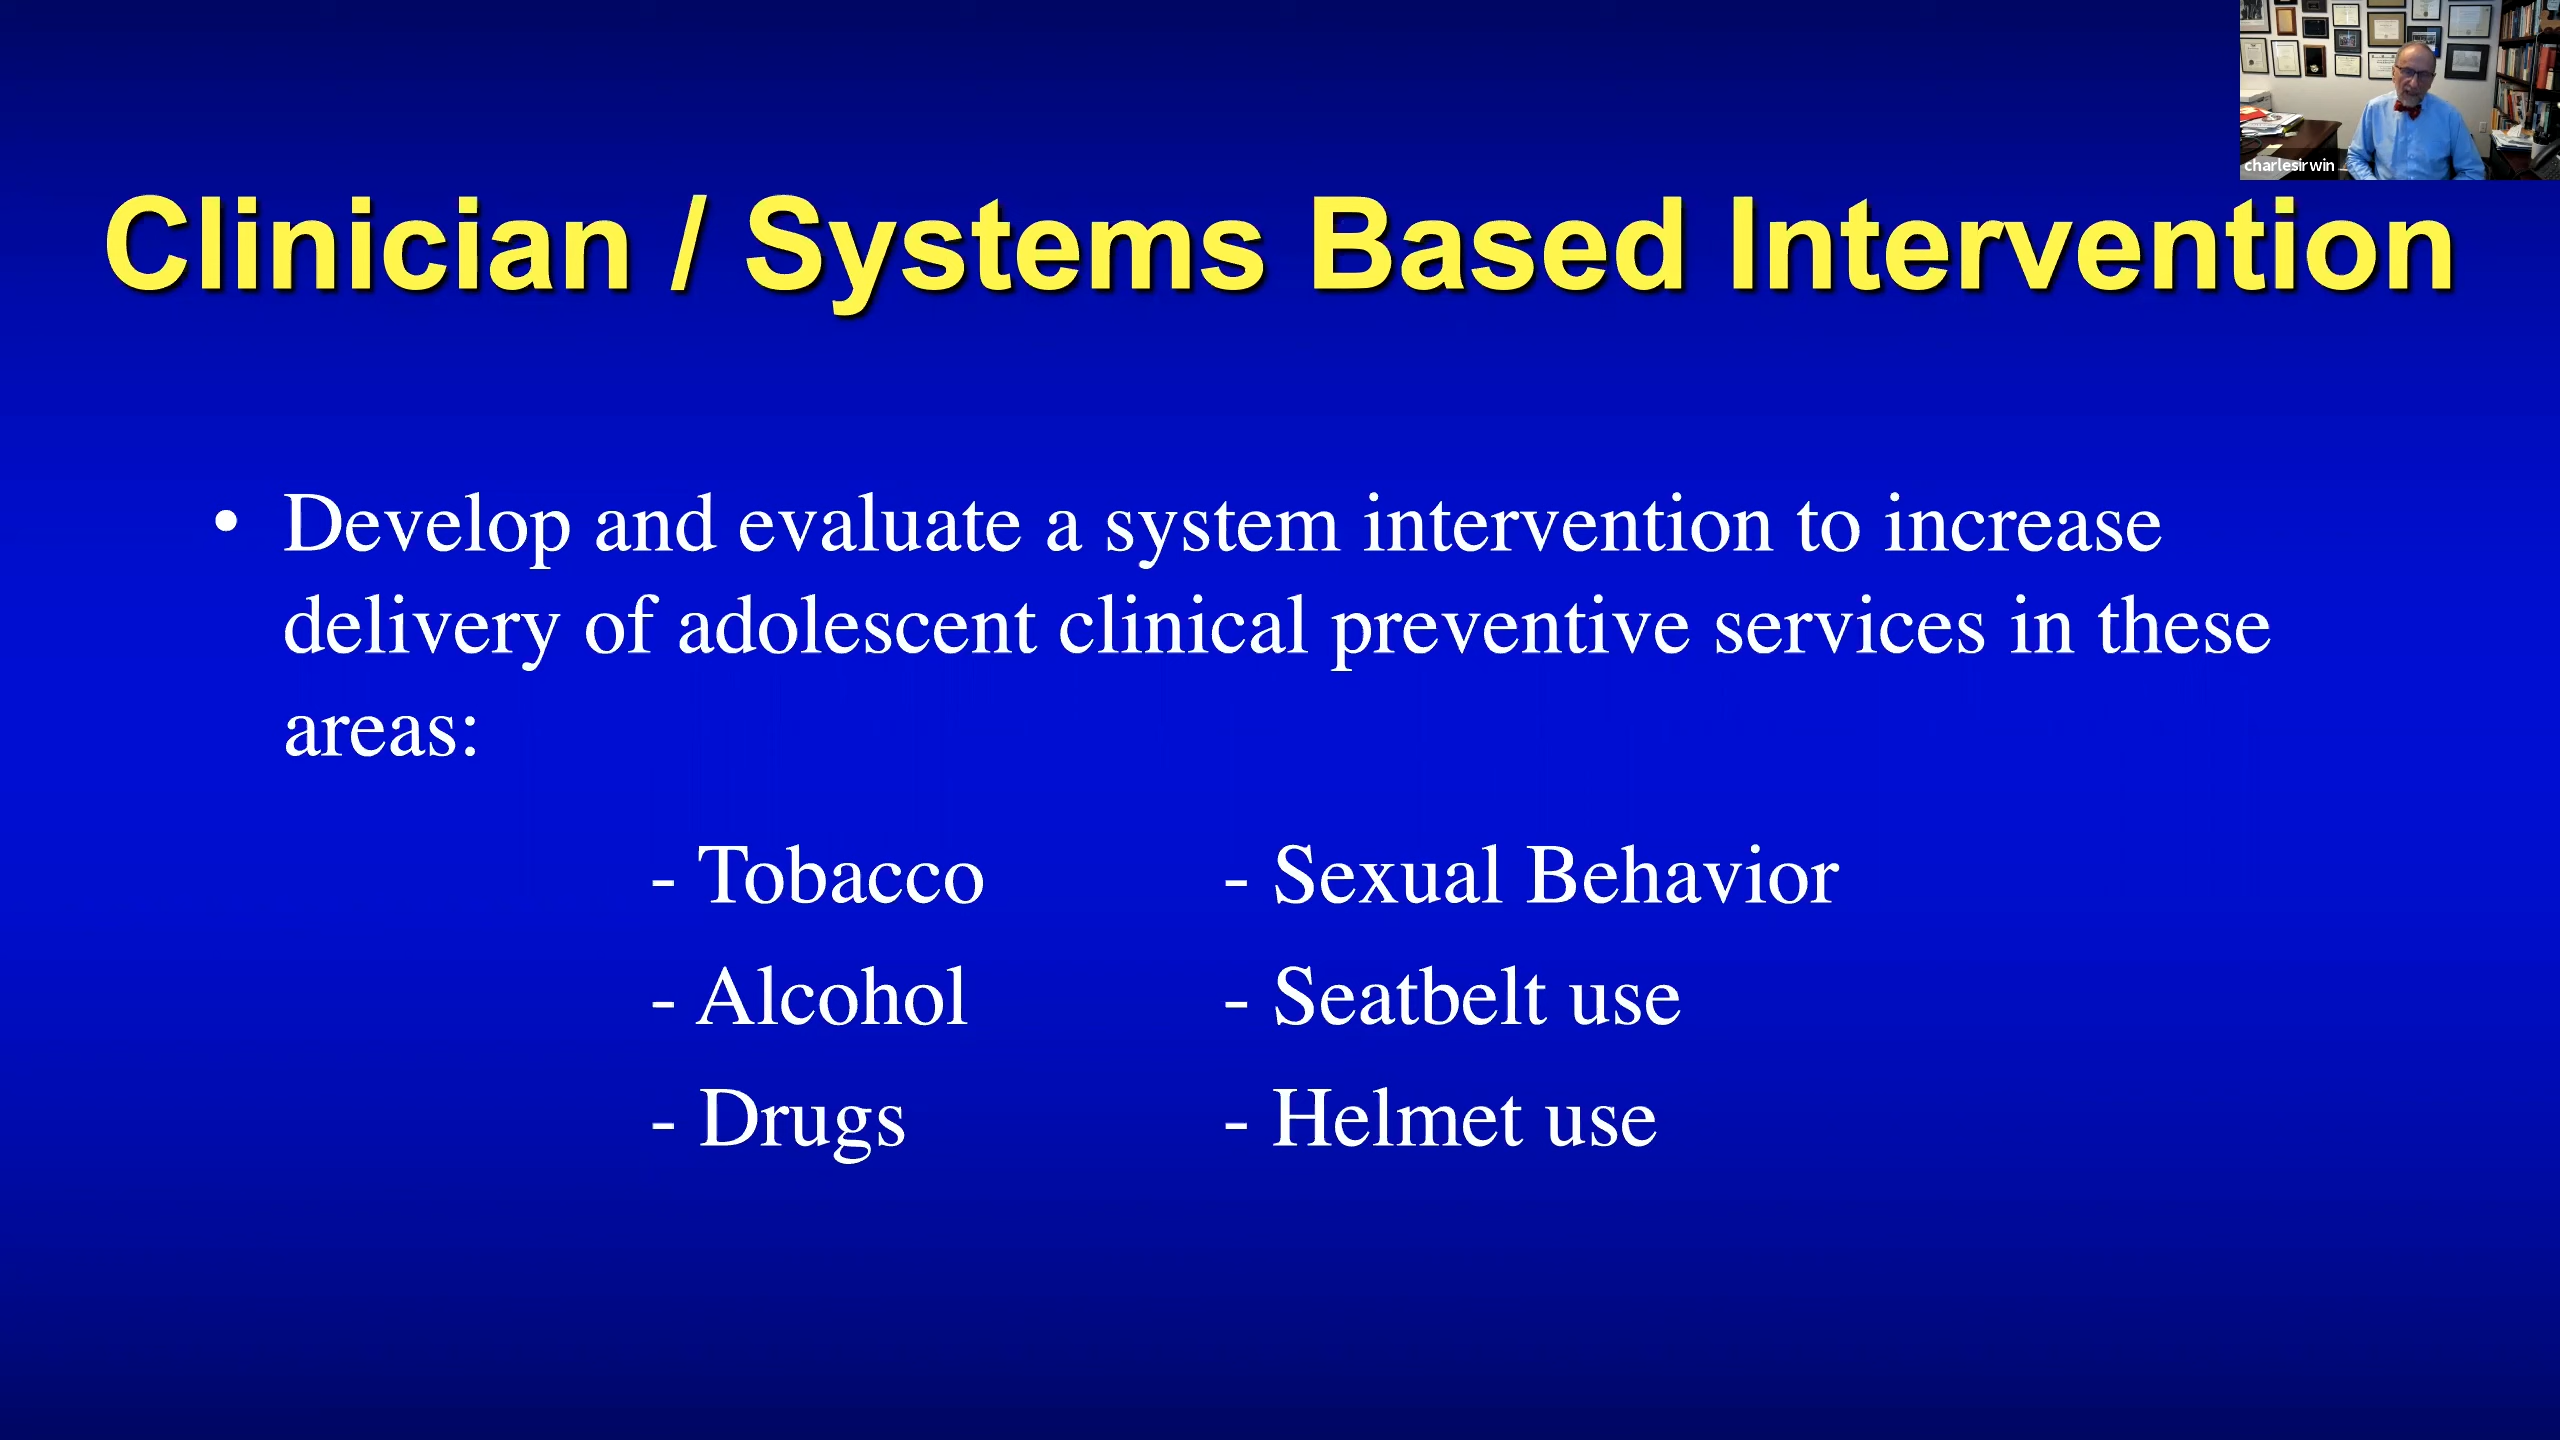 charlesirwin
Clinician / Systems Based Intervention
• Develop and evaluate a system intervention to increase
delivery of adolescent clinical preventive services in these
areas:
- Tobacco
- Sexual Behavior
- Alcohol
- Seatbelt use
- Drugs
- Helmet use